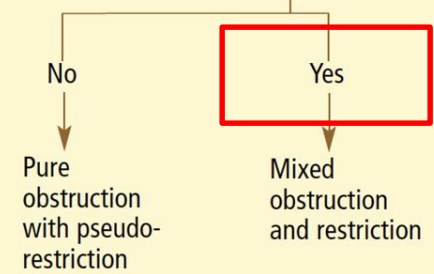 No
Yes
Pure
obstruction
with pseudo-
restriction
Mixed
obstruction
and restriction